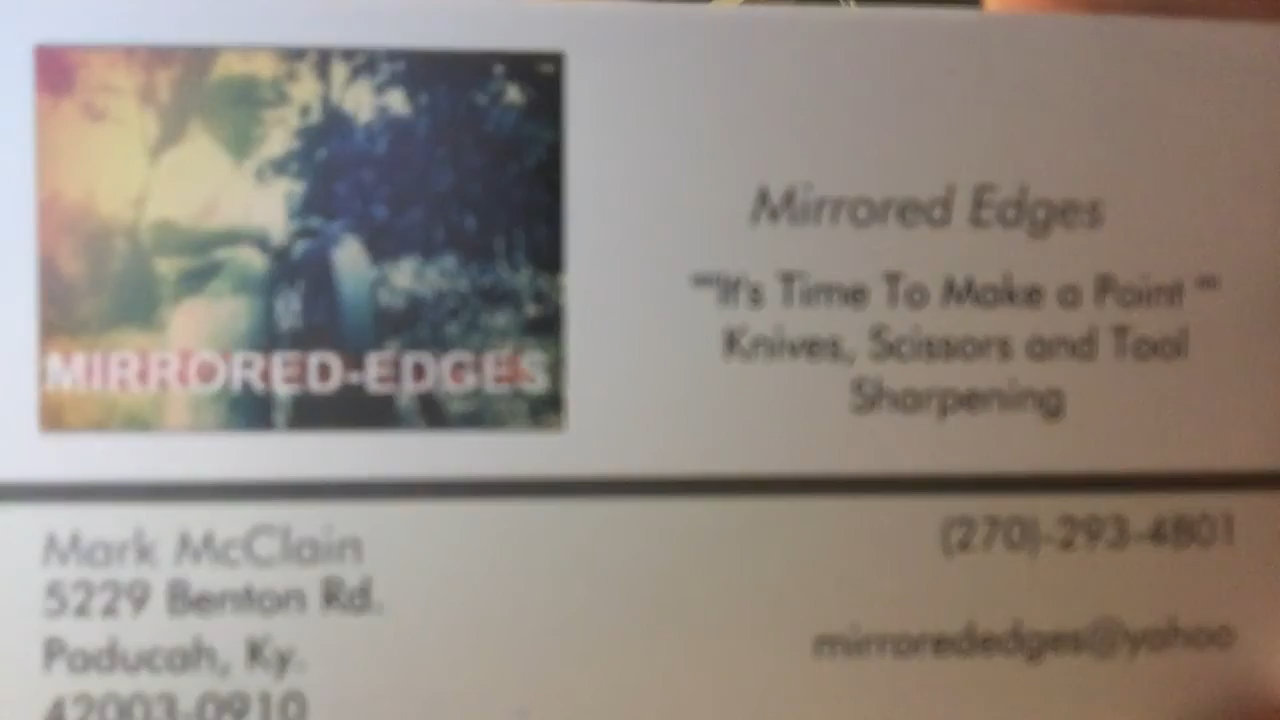 MIRRORED-EDGES
Mirrored Edges
""It's Time To Make a Point ""
Knives, Scissors and Tool
Sharpening
Mark McClain
5229 Benton Rd.
Paducah, Ky.
42003-0910
(270)-293-4801
mirrorededges@yahoo